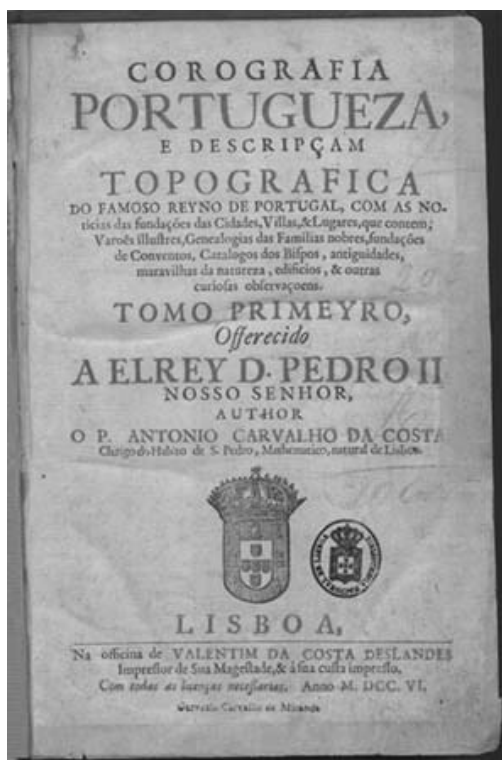 COROGRAFIA
PORTUGUEZA,
E DESCRIPÇAM
TOPOGRAFICA
DO FAMOSO REYNO DE PORTUGAL, COM AS NO-
ticias das fundações das Cidades, Villas, & Lugares, que contem;
Varoẽs illustres, Genealogias das Familias nobres, fundações
de Conventos, Catalogos dos Bispos, antiguidades,
maravilhas da natureza, edificios, & outras
curiosas observaçoens.
TOMO PRIMEYRO,
Offerecido
A ELREY D. PEDRO II
NOSSO SENHOR,
AUTHOR
O P. ANTONIO CARVALHO DA COSTA
Clerigo do Habito de S. Pedro, Mathematico, natural de Lisboa.
LISBOA,
Na officina de VALENTIM DA COSTA DESLANDES
Impressor de Sua Magestade, & à sua custa impresso.
Com todas as licenças necessarias. Anno M. DCC. VI.
Carvalho de Miranda